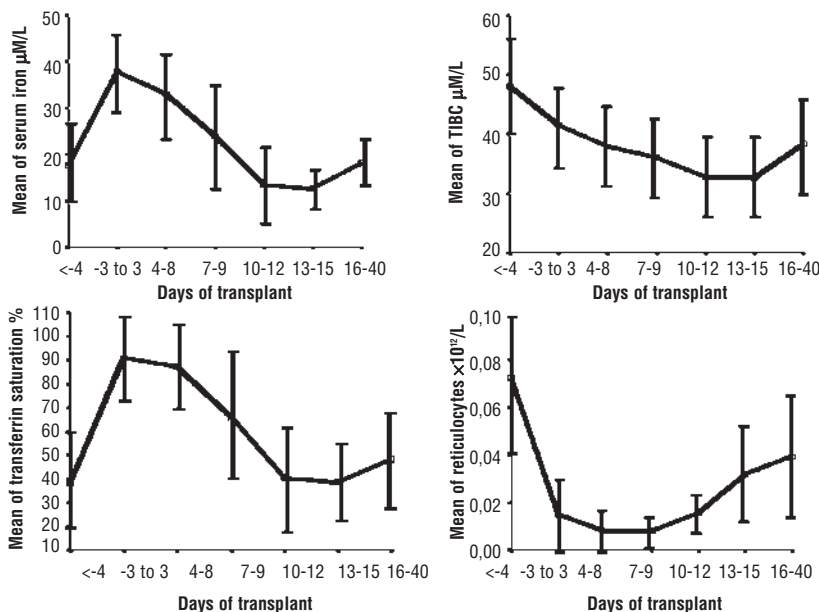 Mean of serum iron µM/L
50
40
30
20
10
0
<-4 -3 to 3 4-8 7-9 10-12 13-15 16-40
Days of transplant
Mean of TIBC µM/L
60
50
40
30
20
<-4 -3 to 3 4-8 7-9 10-12 13-15 16-40
Days of transplant
Mean of transferrin saturation %
110
100
90
80
70
60
50
40
30
20
10
<-4 -3 to 3 4-8 7-9 10-12 13-15 16-40
Days of transplant
Mean of reticulocytes ×10¹²/L
0,10
0,08
0,06
0,04
0,02
0,00
<-4 -3 to 3 4-8 7-9 10-12 13-15 16-40
Days of transplant